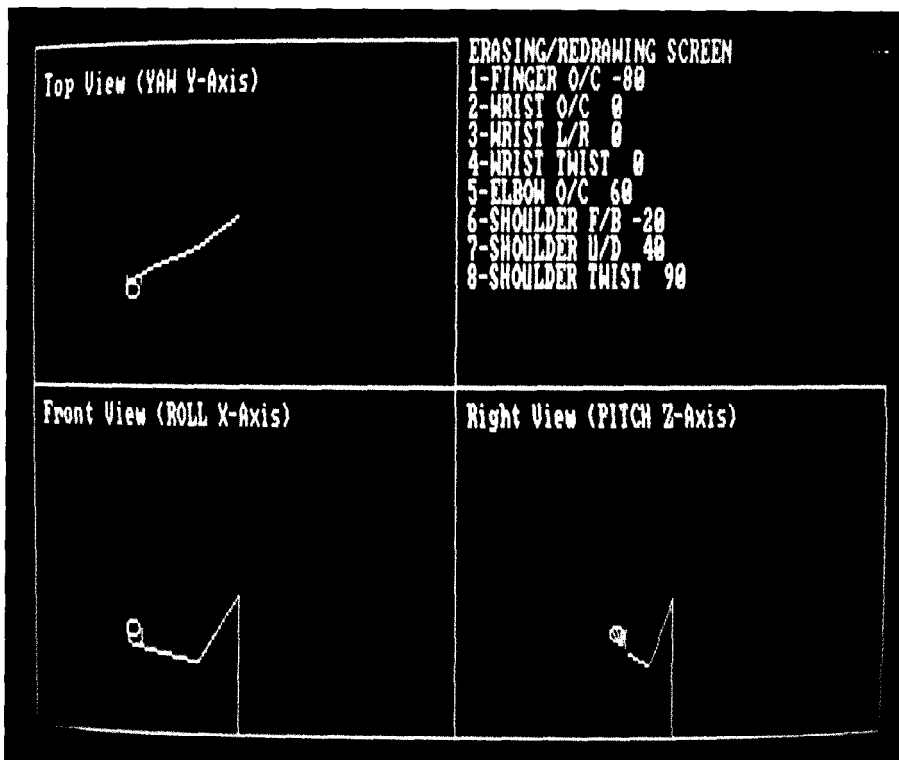 Top View (YAW Y-Axis)
ERASING/REDRAWING SCREEN
1-FINGER O/C -80
2-WRIST O/C  0
3-WRIST L/R  0
4-WRIST TWIST  0
5-ELBOW O/C  60
6-SHOULDER F/B -20
7-SHOULDER U/D  40
8-SHOULDER TWIST  90
Front View (ROLL X-Axis)
Right View (PITCH Z-Axis)